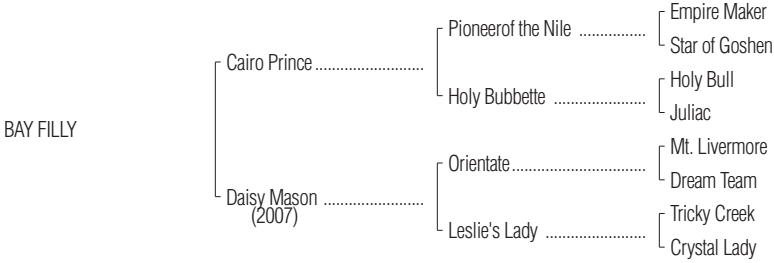 Empire Maker
Pioneerof the Nile ................
Star of Goshen
Cairo Prince ..........................
Holy Bull
Holy Bubbette ......................
Juliac
BAY FILLY
Mt. Livermore
Orientate................................
Dream Team
Daisy Mason ........................
(2007)
Tricky Creek
Leslie's Lady ........................
Crystal Lady